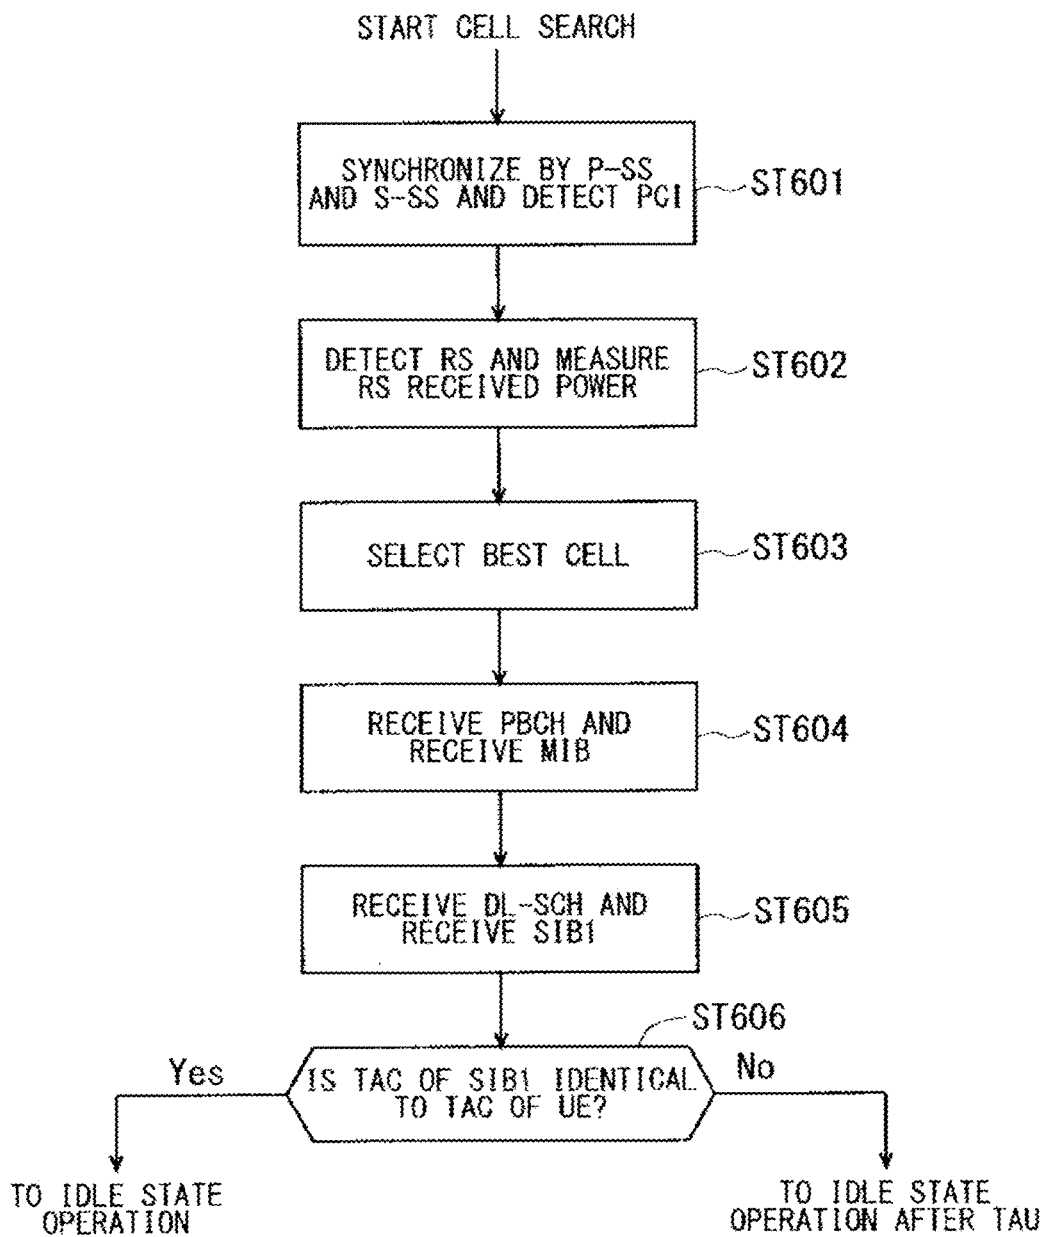 START CELL SEARCH
SYNCHRONIZE BY P-SS
AND S-SS AND DETECT PCI
ST601
DETECT RS AND MEASURE
RS RECEIVED POWER
ST602
SELECT BEST CELL
ST603
RECEIVE PBCH AND
RECEIVE MIB
ST604
RECEIVE DL-SCH AND
RECEIVE SIB1
ST605
ST606
Yes
No
IS TAC OF SIB1 IDENTICAL
TO TAC OF UE?
TO IDLE STATE
OPERATION
TO IDLE STATE
OPERATION AFTER TAU